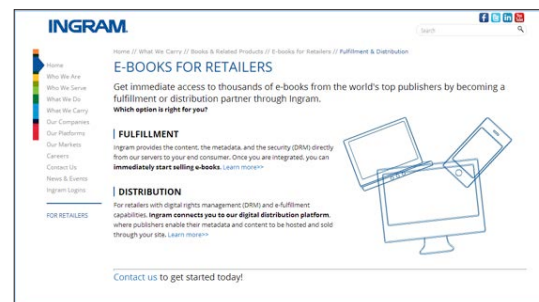 INGRAM
Search
Home // What We Carry // Books & Related Products // E-books for Retailers // Fulfillment & Distribution
E-BOOKS FOR RETAILERS
Home
Who We Are
Who We Serve
What We Do
What We Carry
Our Companies
Our Platforms
Our Markets
Careers
Contact Us
News & Events
Ingram Logins
FOR RETAILERS
Get immediate access to thousands of e-books from the world's top publishers by becoming a
fulfillment or distribution partner through Ingram.
Which option is right for you?
FULFILLMENT
Ingram provides the content, the metadata, and the security (DRM) directly
from our servers to your end consumer. Once you are integrated, you can
immediately start selling e-books. Learn more>>
DISTRIBUTION
For retailers with digital rights management (DRM) and e-fulfillment
capabilities. Ingram connects you to our digital distribution platform,
where publishers enable their metadata and content to be hosted and sold
through your site. Learn more>>
Contact us to get started today!